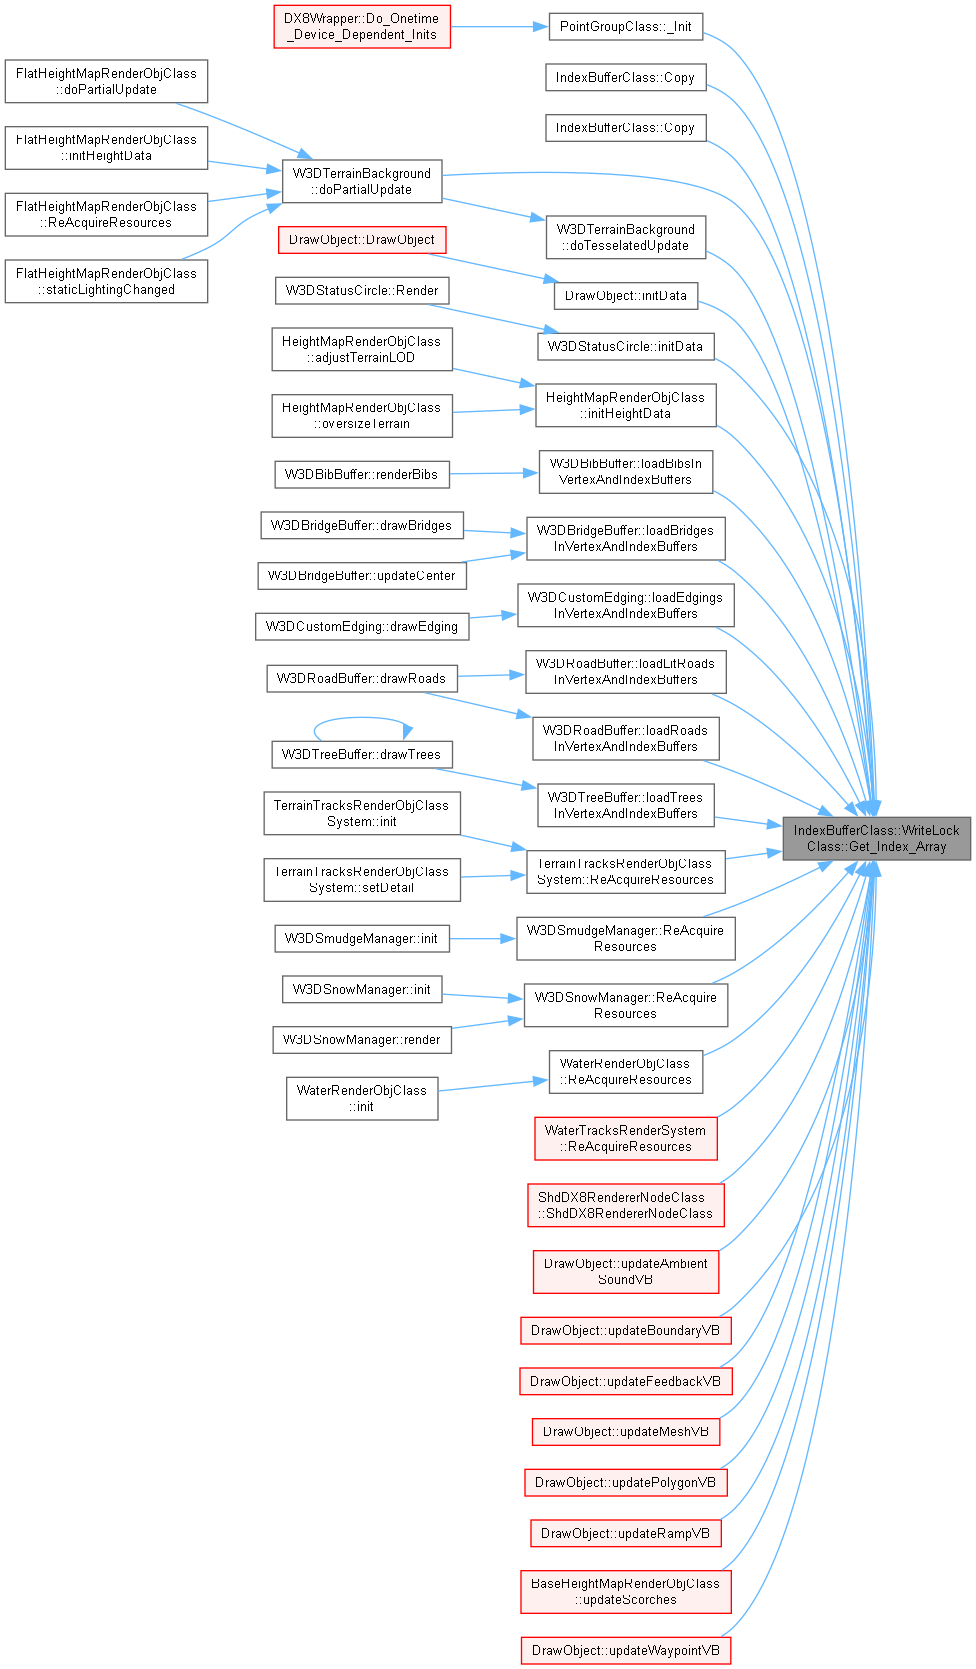 DX8Wrapper::Do_Onetime
_Device_Dependent_Inits
PointGroupClass::_Init
IndexBufferClass::Copy
IndexBufferClass::Copy
FlatHeightMapRenderObjClass
::doPartialUpdate
FlatHeightMapRenderObjClass
::initHeightData
FlatHeightMapRenderObjClass
::ReAcquireResources
FlatHeightMapRenderObjClass
::staticLightingChanged
W3DTerrainBackground
::doPartialUpdate
W3DTerrainBackground
::doTesselatedUpdate
DrawObject::DrawObject
DrawObject::initData
W3DStatusCircle::Render
W3DStatusCircle::initData
HeightMapRenderObjClass
::adjustTerrainLOD
HeightMapRenderObjClass
::oversizeTerrain
HeightMapRenderObjClass
::initHeightData
W3DBibBuffer::renderBibs
W3DBibBuffer::loadBibsIn
VertexAndIndexBuffers
W3DBridgeBuffer::drawBridges
W3DBridgeBuffer::updateCenter
W3DBridgeBuffer::loadBridges
InVertexAndIndexBuffers
W3DCustomEdging::drawEdging
W3DCustomEdging::loadEdgings
InVertexAndIndexBuffers
W3DRoadBuffer::drawRoads
W3DRoadBuffer::loadLitRoads
InVertexAndIndexBuffers
W3DRoadBuffer::loadRoads
InVertexAndIndexBuffers
W3DTreeBuffer::drawTrees
W3DTreeBuffer::loadTrees
InVertexAndIndexBuffers
IndexBufferClass::WriteLock
Class::Get_Index_Array
TerrainTracksRenderObjClass
System::init
TerrainTracksRenderObjClass
System::setDetail
TerrainTracksRenderObjClass
System::ReAcquireResources
W3DSmudgeManager::init
W3DSmudgeManager::ReAcquire
Resources
W3DSnowManager::init
W3DSnowManager::render
W3DSnowManager::ReAcquire
Resources
WaterRenderObjClass
::init
WaterRenderObjClass
::ReAcquireResources
WaterTracksRenderSystem
::ReAcquireResources
ShdDX8RendererNodeClass
::ShdDX8RendererNodeClass
DrawObject::updateAmbient
SoundVB
DrawObject::updateBoundaryVB
DrawObject::updateFeedbackVB
DrawObject::updateMeshVB
DrawObject::updatePolygonVB
DrawObject::updateRampVB
BaseHeightMapRenderObjClass
::updateScorches
DrawObject::updateWaypointVB